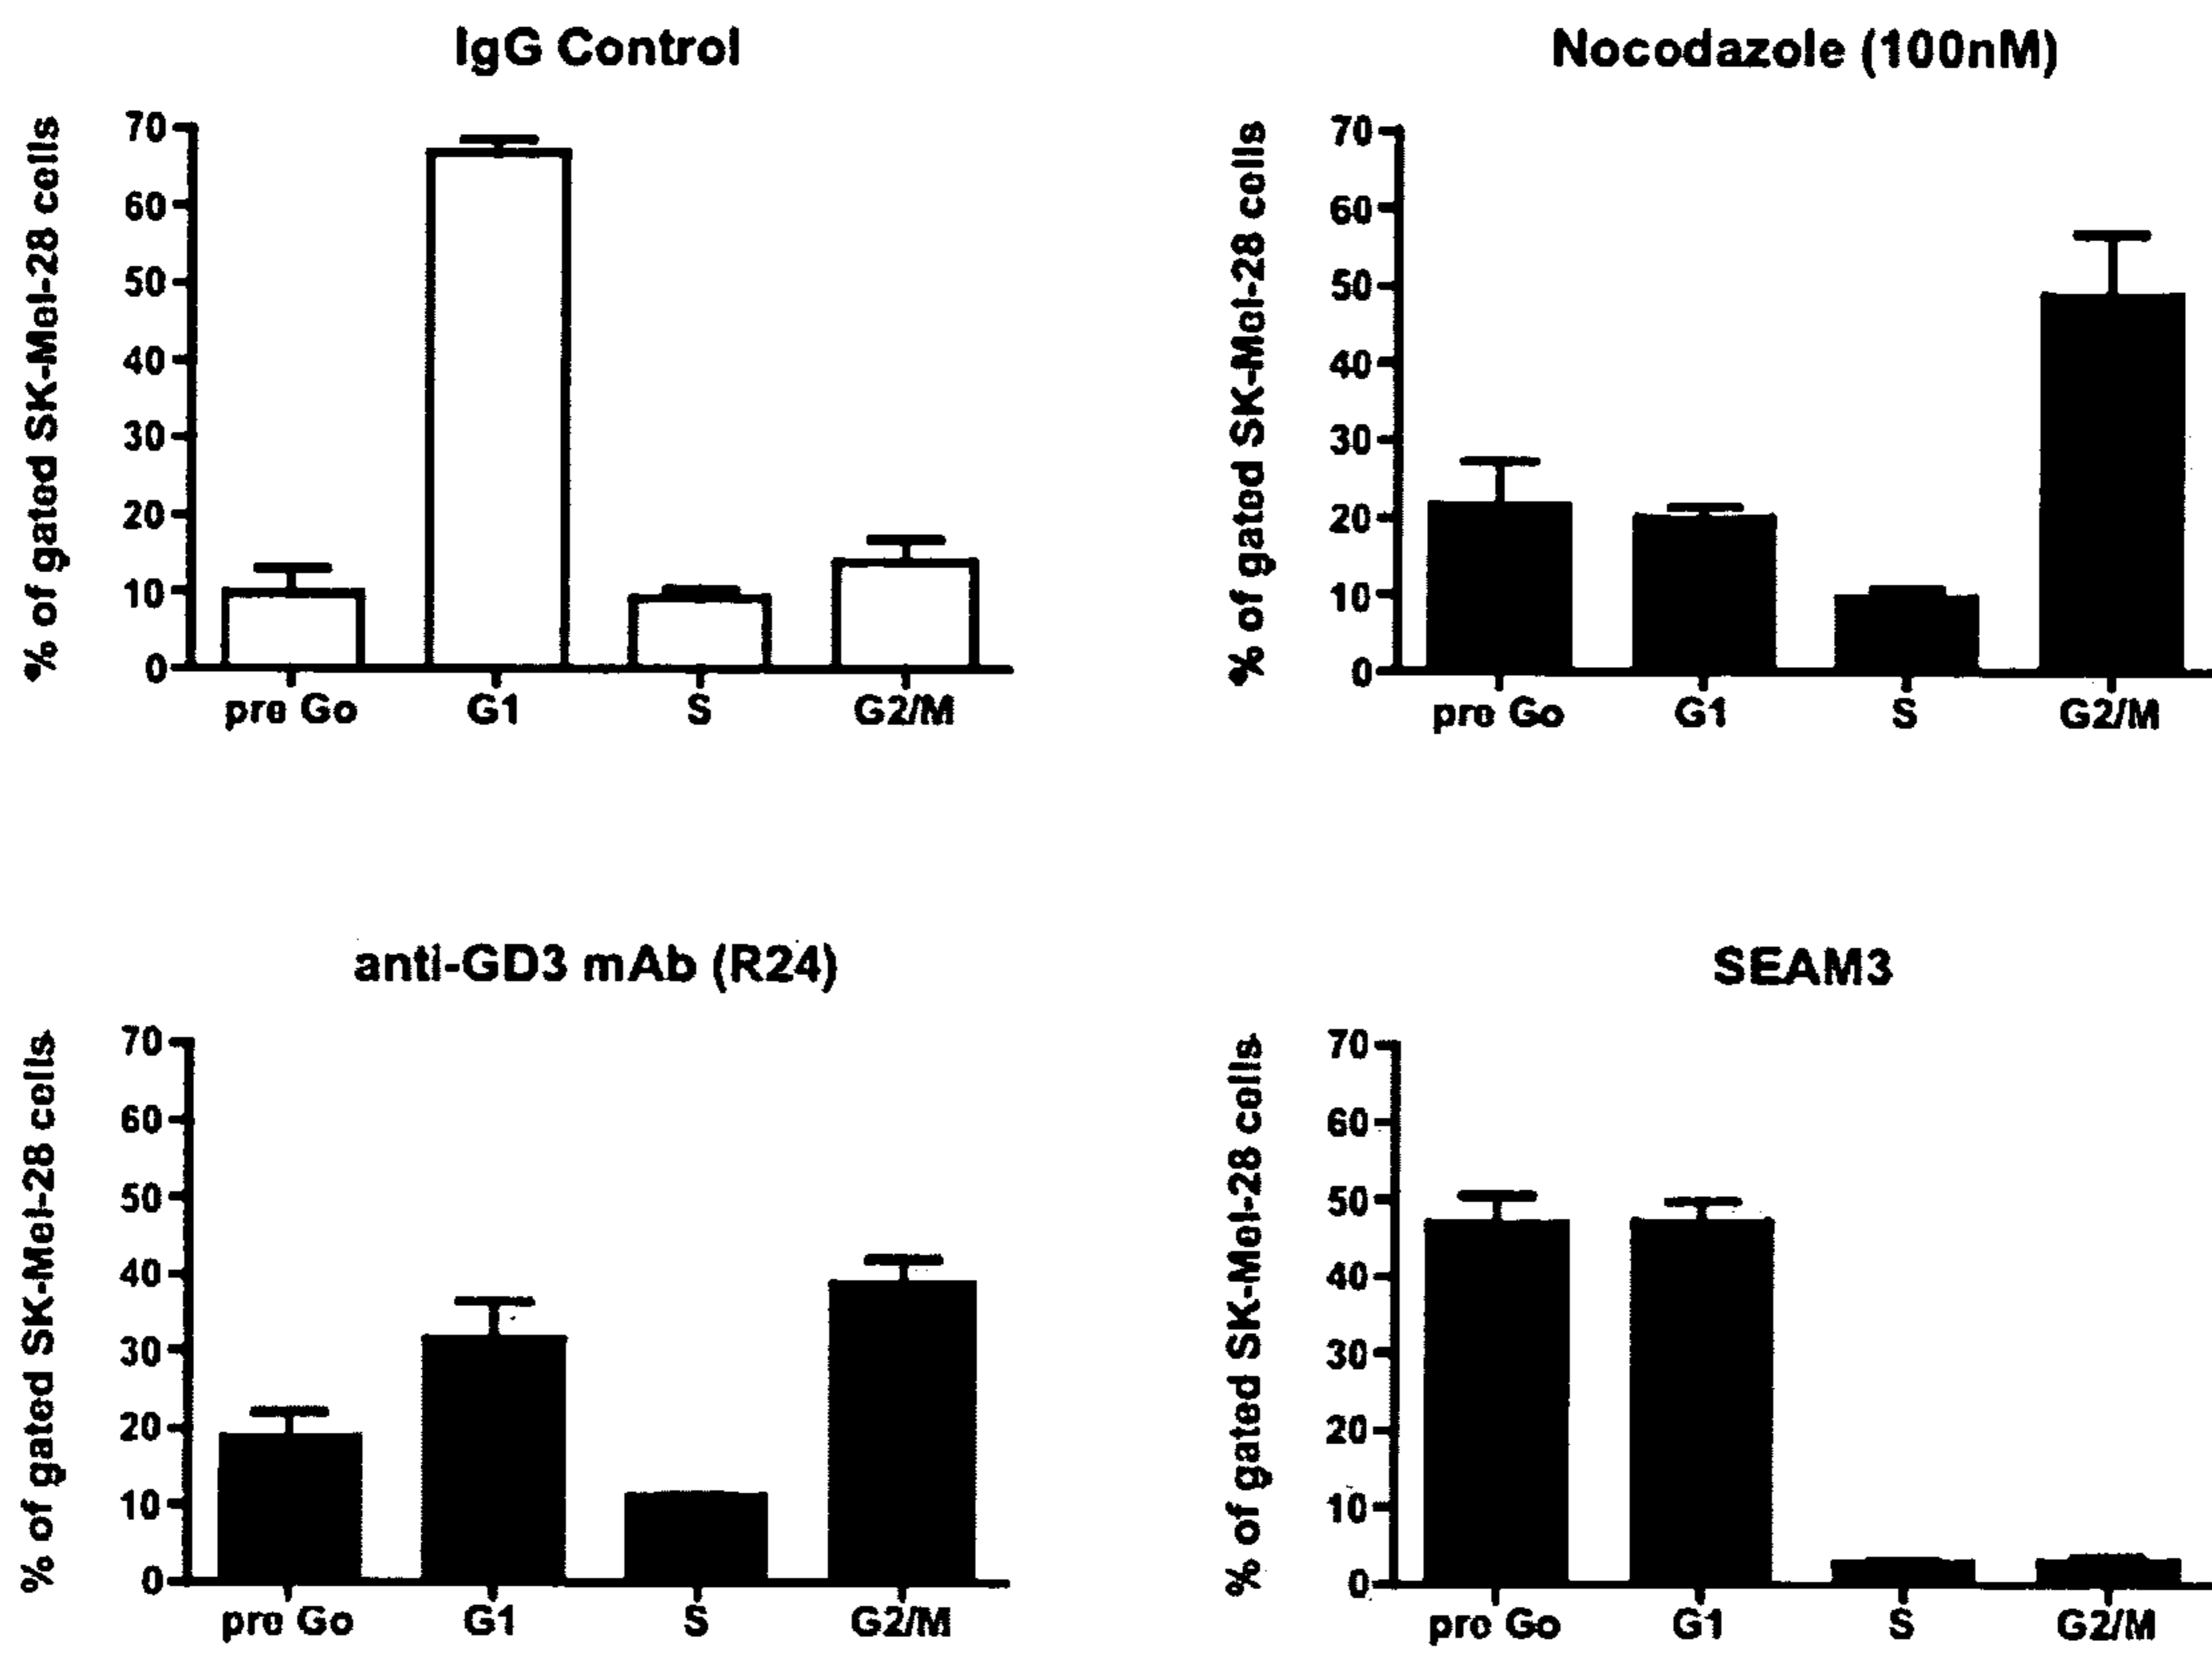 IgG Control
% of gated SK-Mel-28 cells
70
60
50
40
30
20
10
0
pre Go G1 S G2/M
Nocodazole (100nM)
% of gated SK-Mel-28 cells
70
60
50
40
30
20
10
0
pre Go G1 S G2/M
anti-GD3 mAb (R24)
% of gated SK-Mel-28 cells
70
60
50
40
30
20
10
0
pre Go G1 S G2/M
SEAM3
% of gated SK-Mel-28 cells
70
60
50
40
30
20
10
0
pre Go G1 S G2/M